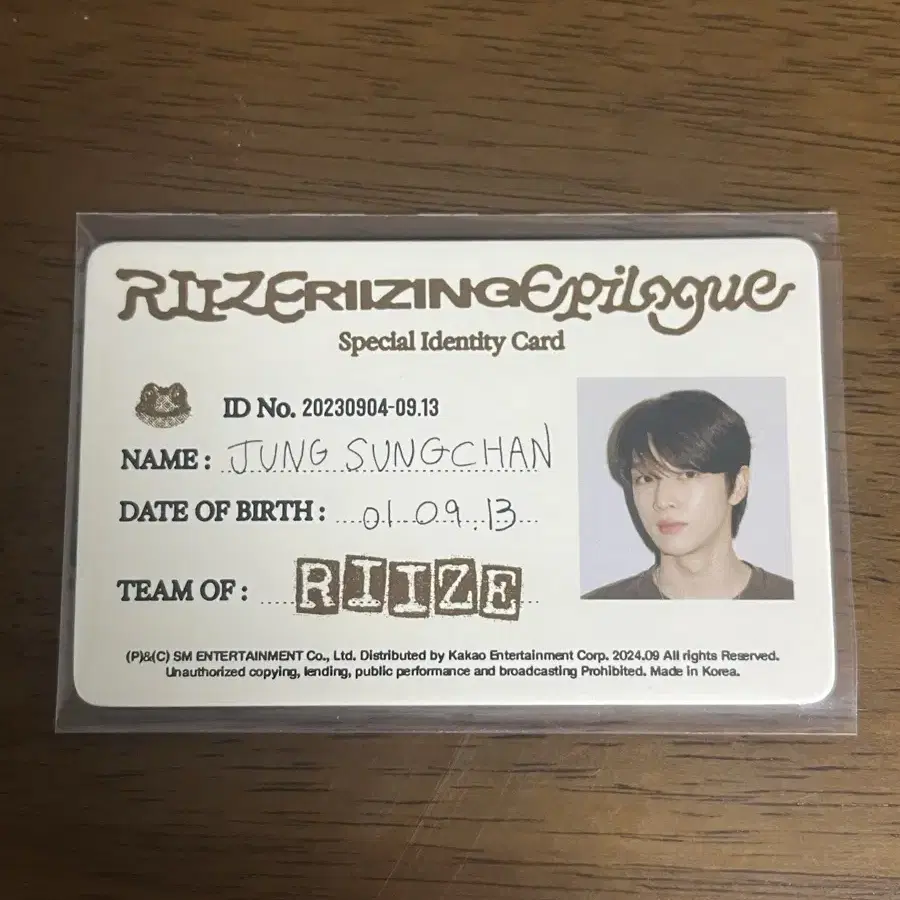 RIIZE RIIZING Epilogue
Special Identity Card
ID No. 20230904-09.13
NAME : JUNG SUNGCHAN
DATE OF BIRTH : 01.09.13
TEAM OF : RIIZE
(P)&(C) SM ENTERTAINMENT Co., Ltd. Distributed by Kakao Entertainment Corp. 2024.09 All rights Reserved.
Unauthorized copying, lending, public performance and broadcasting Prohibited. Made in Korea.